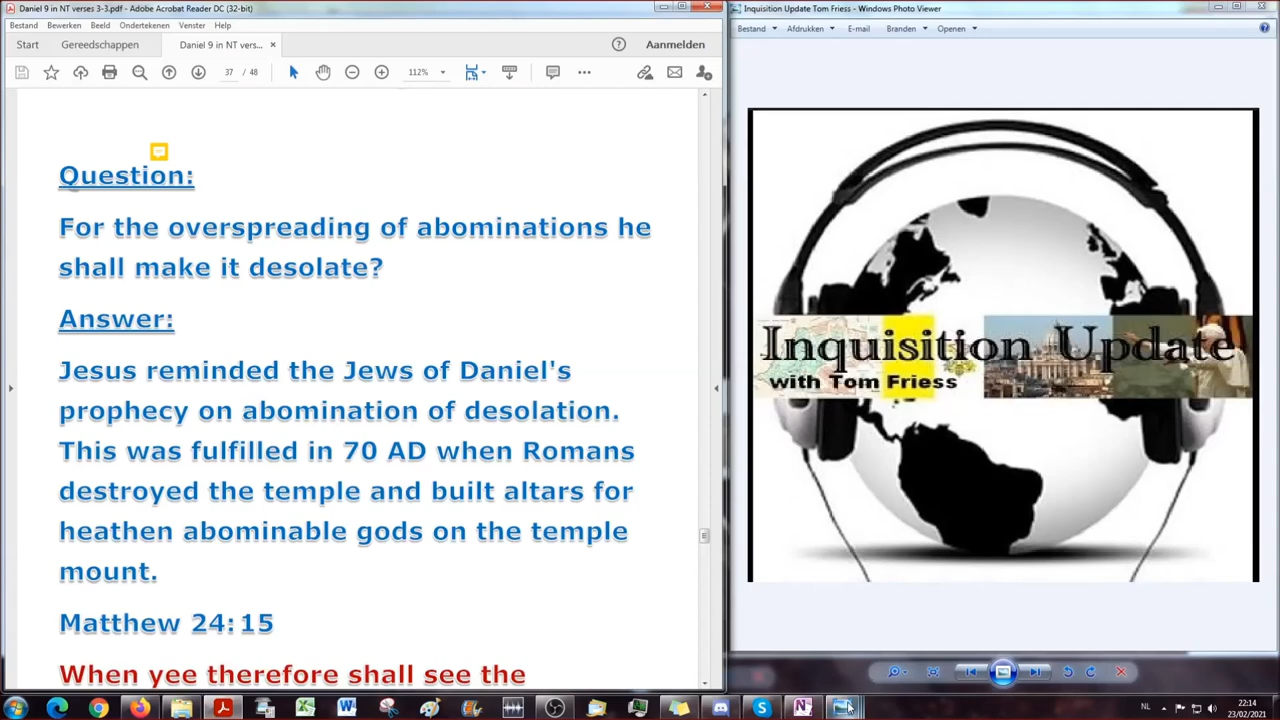 Daniel 9 in NT verses 3-3.pdf - Adobe Acrobat Reader DC (32-bit)
Bestand Bewerken Beeld Ondertekenen Venster Help
Start Gereedschappen Daniel 9 in NT vers... × Aanmelden
37 / 48 112%
Question:
For the overspreading of abominations he
shall make it desolate?
Answer:
Jesus reminded the Jews of Daniel's
prophecy on abomination of desolation.
This was fulfilled in 70 AD when Romans
destroyed the temple and built altars for
heathen abominable gods on the temple
mount.
Matthew 24:15
When yee therefore shall see the
Inquisition Update Tom Friess - Windows Photo Viewer
Bestand Afdrukken E-mail Branden Openen
Inquisition Update
with Tom Friess
NL 22:14
23/02/2021